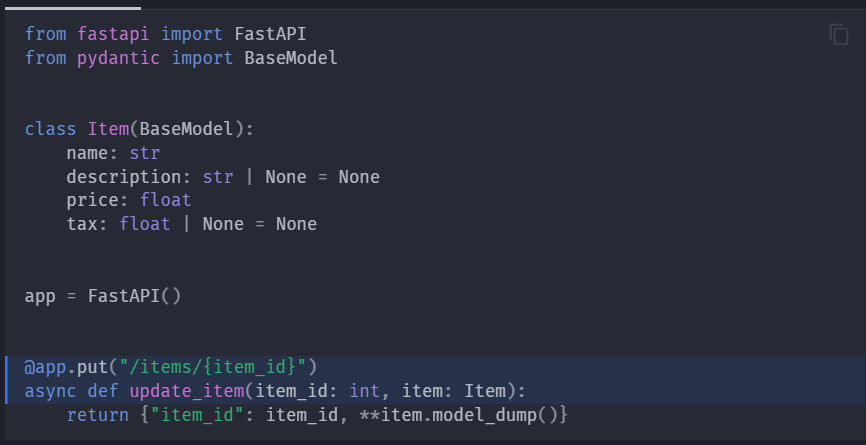 from fastapi import FastAPI
from pydantic import BaseModel
class Item(BaseModel):
    name: str
    description: str | None = None
    price: float
    tax: float | None = None
app = FastAPI()
@app.put("/items/{item_id}")
async def update_item(item_id: int, item: Item):
    return {"item_id": item_id, **item.model_dump()}